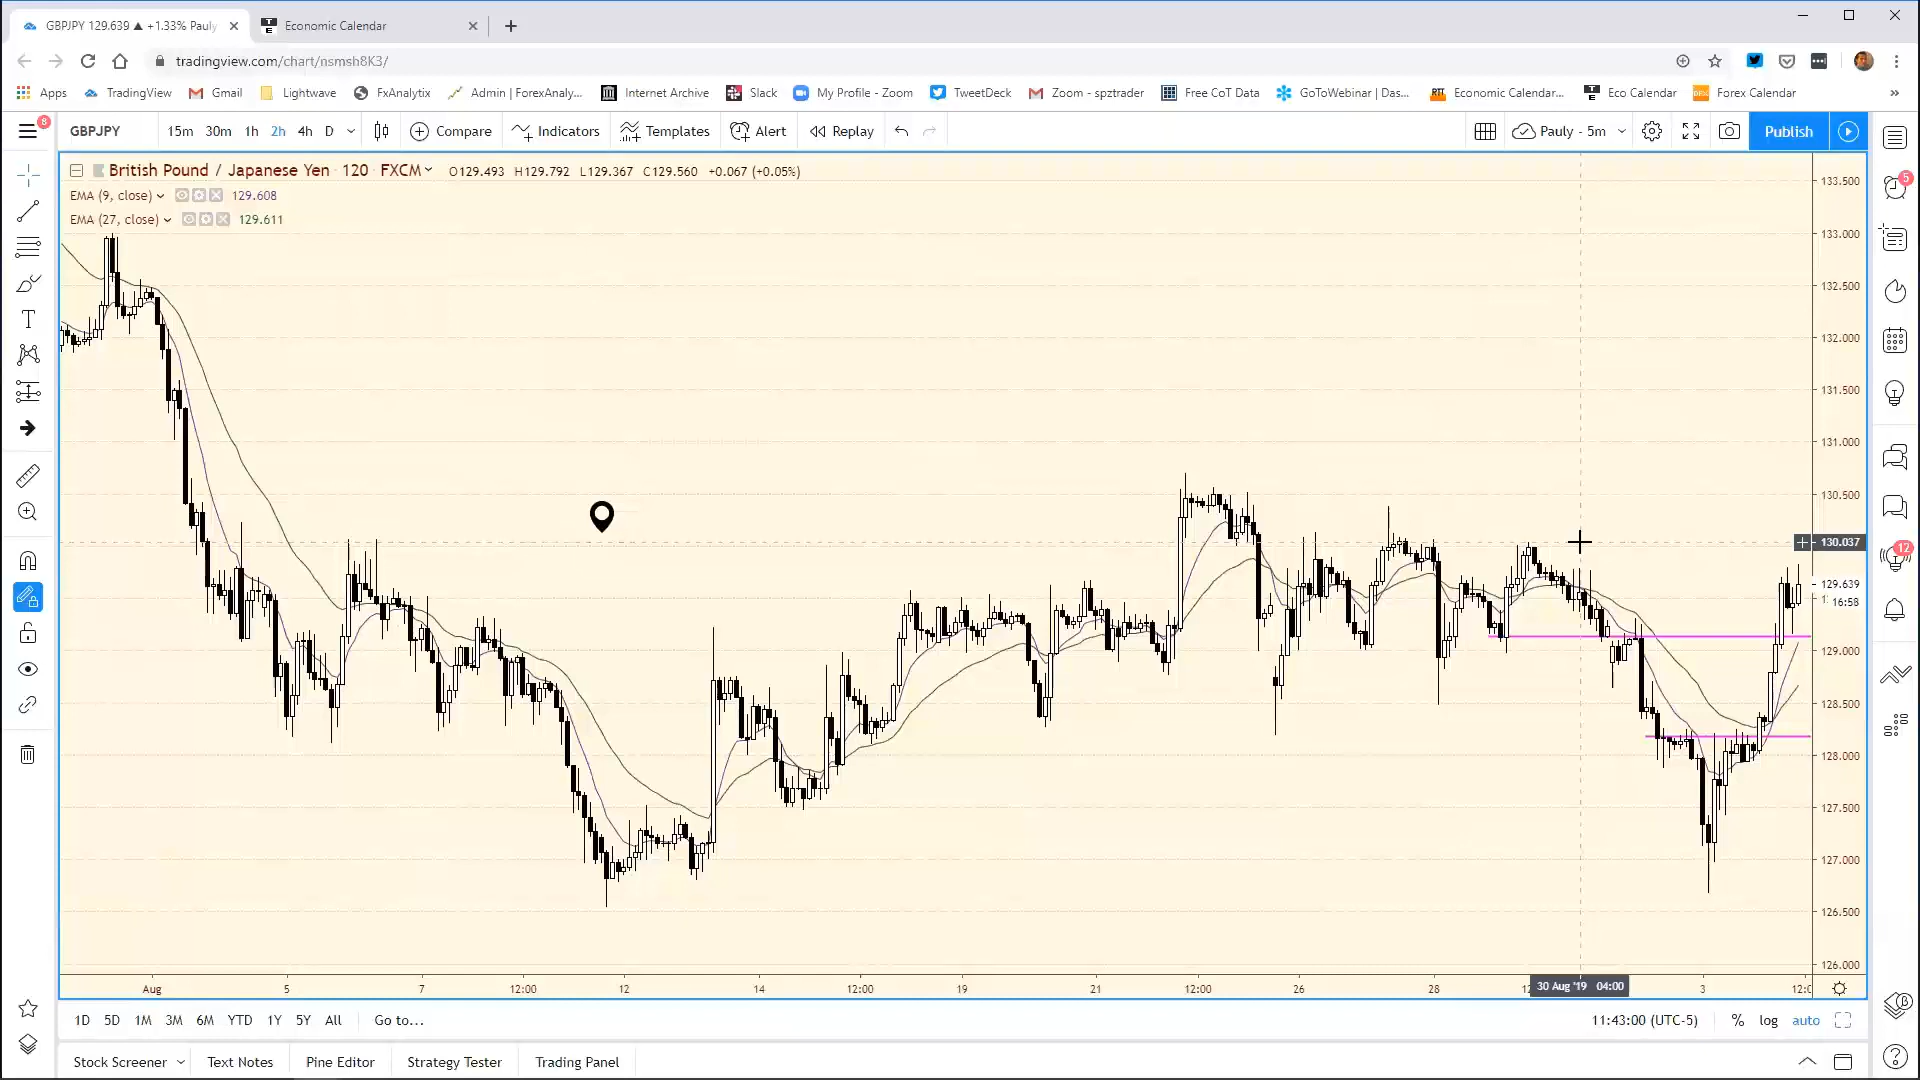 GBPJPY 129.639 ▲ +1.33% Pauly
Economic Calendar
tradingview.com/chart/nsmsh8K3/
Apps TradingView Gmail Lightwave FxAnalytix Admin | ForexAnaly... Internet Archive Slack My Profile - Zoom TweetDeck Zoom - spztrader Free CoT Data GoToWebinar | Das... Economic Calendar... Eco Calendar Forex Calendar »
8 GBPJPY 15m 30m 1h 2h 4h D Compare Indicators Templates Alert Replay Pauly - 5m Publish
British Pound / Japanese Yen · 120 · FXCM O129.493 H129.792 L129.367 C129.560 +0.067 (+0.05%)
EMA (9, close) 129.608
EMA (27, close) 129.611
133.500
133.000
132.500
132.000
131.500
131.000
130.500
130.037
129.639
16:58
129.000
128.500
128.000
127.500
127.000
126.500
126.000
5
12
Aug 5 7 12:00 12 14 12:00 19 21 12:00 26 28 30 Aug '19 04:00 3
1D 5D 1M 3M 6M YTD 1Y 5Y All Go to... 11:43:00 (UTC-5) % log auto
Stock Screener Text Notes Pine Editor Strategy Tester Trading Panel